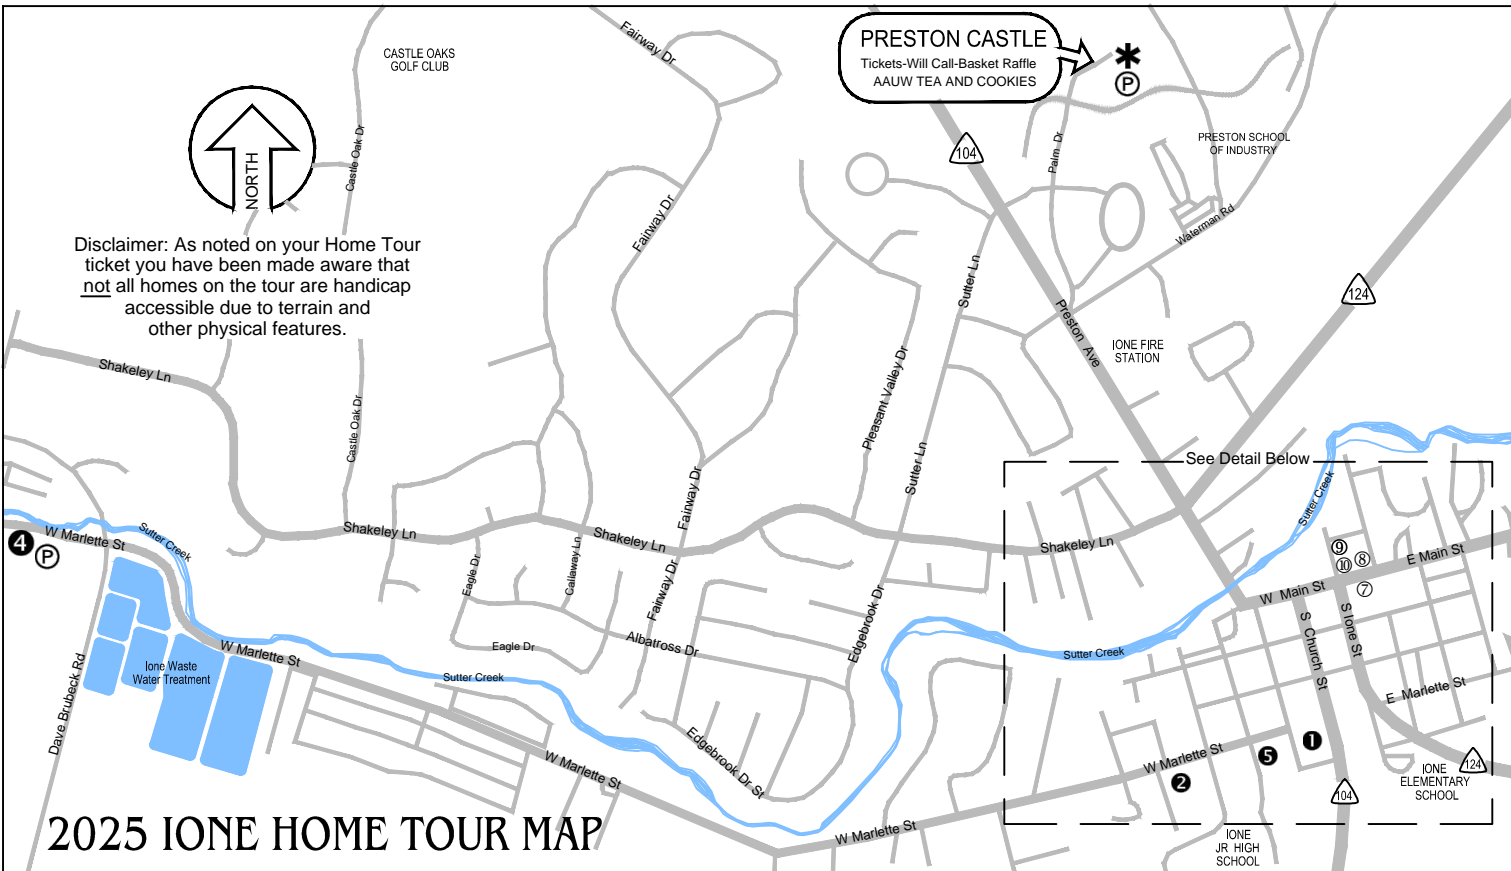 CASTLE OAKS
GOLF CLUB
Fairway Dr
PRESTON CASTLE
Tickets-Will Call-Basket Raffle
AAUW TEA AND COOKIES
*
P
NORTH
Castle Oak Dr
104
Palm Dr
PRESTON SCHOOL
OF INDUSTRY
Waterman Rd
Fairway Dr
Disclaimer: As noted on your Home Tour
ticket you have been made aware that
not all homes on the tour are handicap
accessible due to terrain and
other physical features.
Sutter Ln
124
Preston Ave
IONE FIRE
STATION
Shakeley Ln
Castle Oak Dr
Pleasant Valley Dr
Sutter Ln
Fairway Dr
See Detail Below
Sutter Creek
4
P
W Marlette St
Sutter Creek
Shakeley Ln
Shakeley Ln
Shakeley Ln
Eagle Dr
Callaway Ln
Fairway Dr
Edgebrook Dr
9
10
8
7
E Main St
W Main St
S Church St
S Ione St
Eagle Dr
Albatross Dr
W Marlette St
Sutter Creek
Sutter Creek
Ione Waste
Water Treatment
Dave Brubeck Rd
E Marlette St
Edgebrook Dr St
W Marlette St
W Marlette St
1
5
2
IONE
ELEMENTARY
SCHOOL
124
104
W Marlette St
IONE
JR HIGH
SCHOOL
2025 IONE HOME TOUR MAP